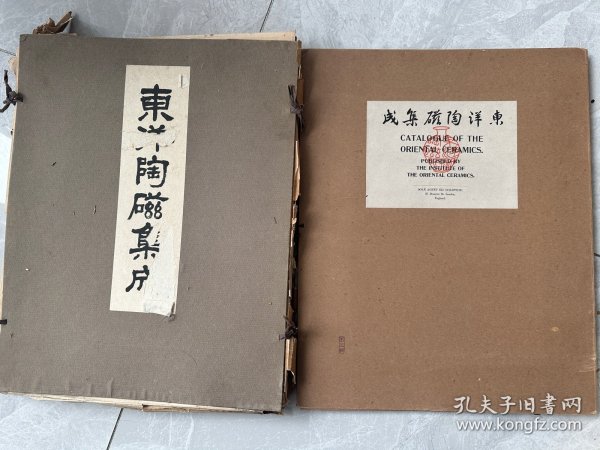 東洋陶磁集成
東洋陶磁集成
CATALOGUE OF THE
ORIENTAL CERAMICS.
PUBLISHED BY
THE INSTITUTE OF
THE ORIENTAL CERAMICS.
孔夫子旧書网
www.kongfz.com